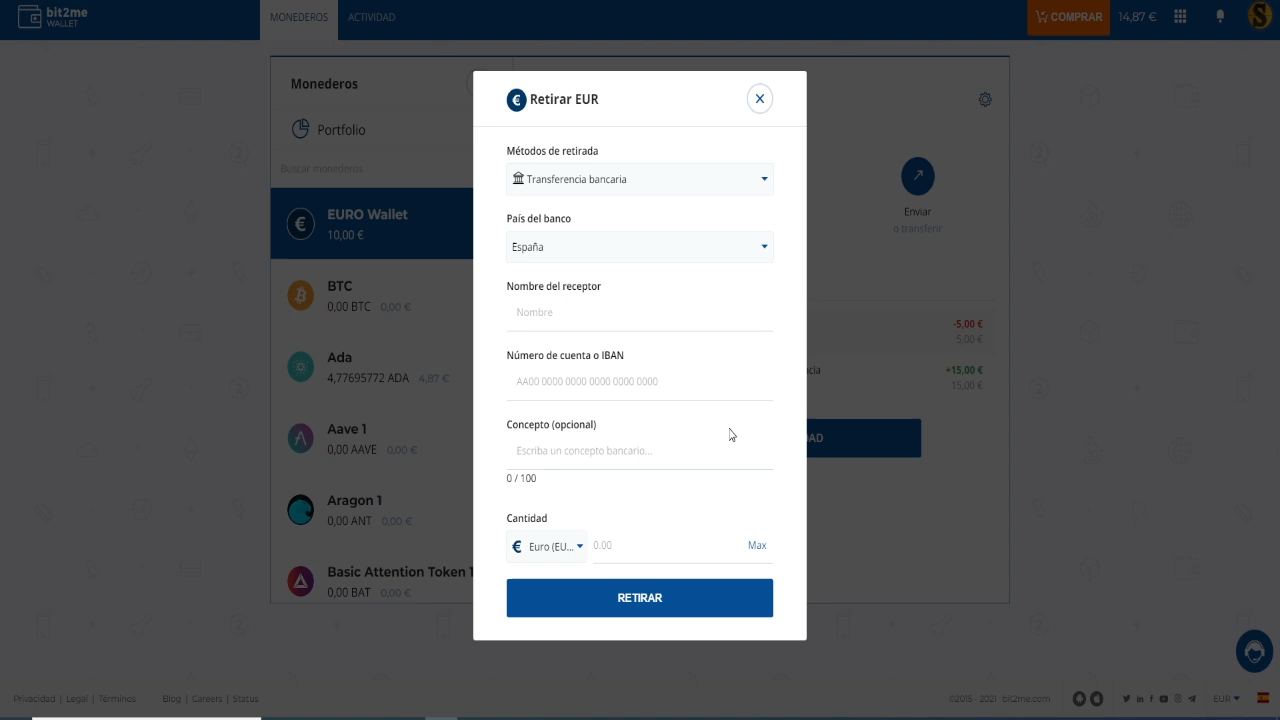 bit2me
WALLET
MONEDEROS
ACTIVIDAD
COMPRAR
14,87 €
Monederos
Portfolio
Buscar monederos
EURO Wallet
10,00 €
BTC
0,00 BTC 0,00 €
Ada
4,77695772 ADA 4,87 €
Aave 1
0,00 AAVE 0,00 €
Aragon 1
0,00 ANT 0,00 €
Basic Attention Token 1
0,00 BAT 0,00 €
Retirar EUR
Métodos de retirada
Transferencia bancaria
País del banco
España
Nombre del receptor
Nombre
Número de cuenta o IBAN
AA00 0000 0000 0000 0000 0000
Concepto (opcional)
Escriba un concepto bancario...
0 / 100
Cantidad
€ Euro (EU... 0.00 Max
RETIRAR
Enviar
o transferir
-5,00 €
5,00 €
cia +15,00 €
15,00 €
DAD
Privacidad | Legal | Términos Blog | Careers | Status
©2015 - 2021 bit2me.com
EUR